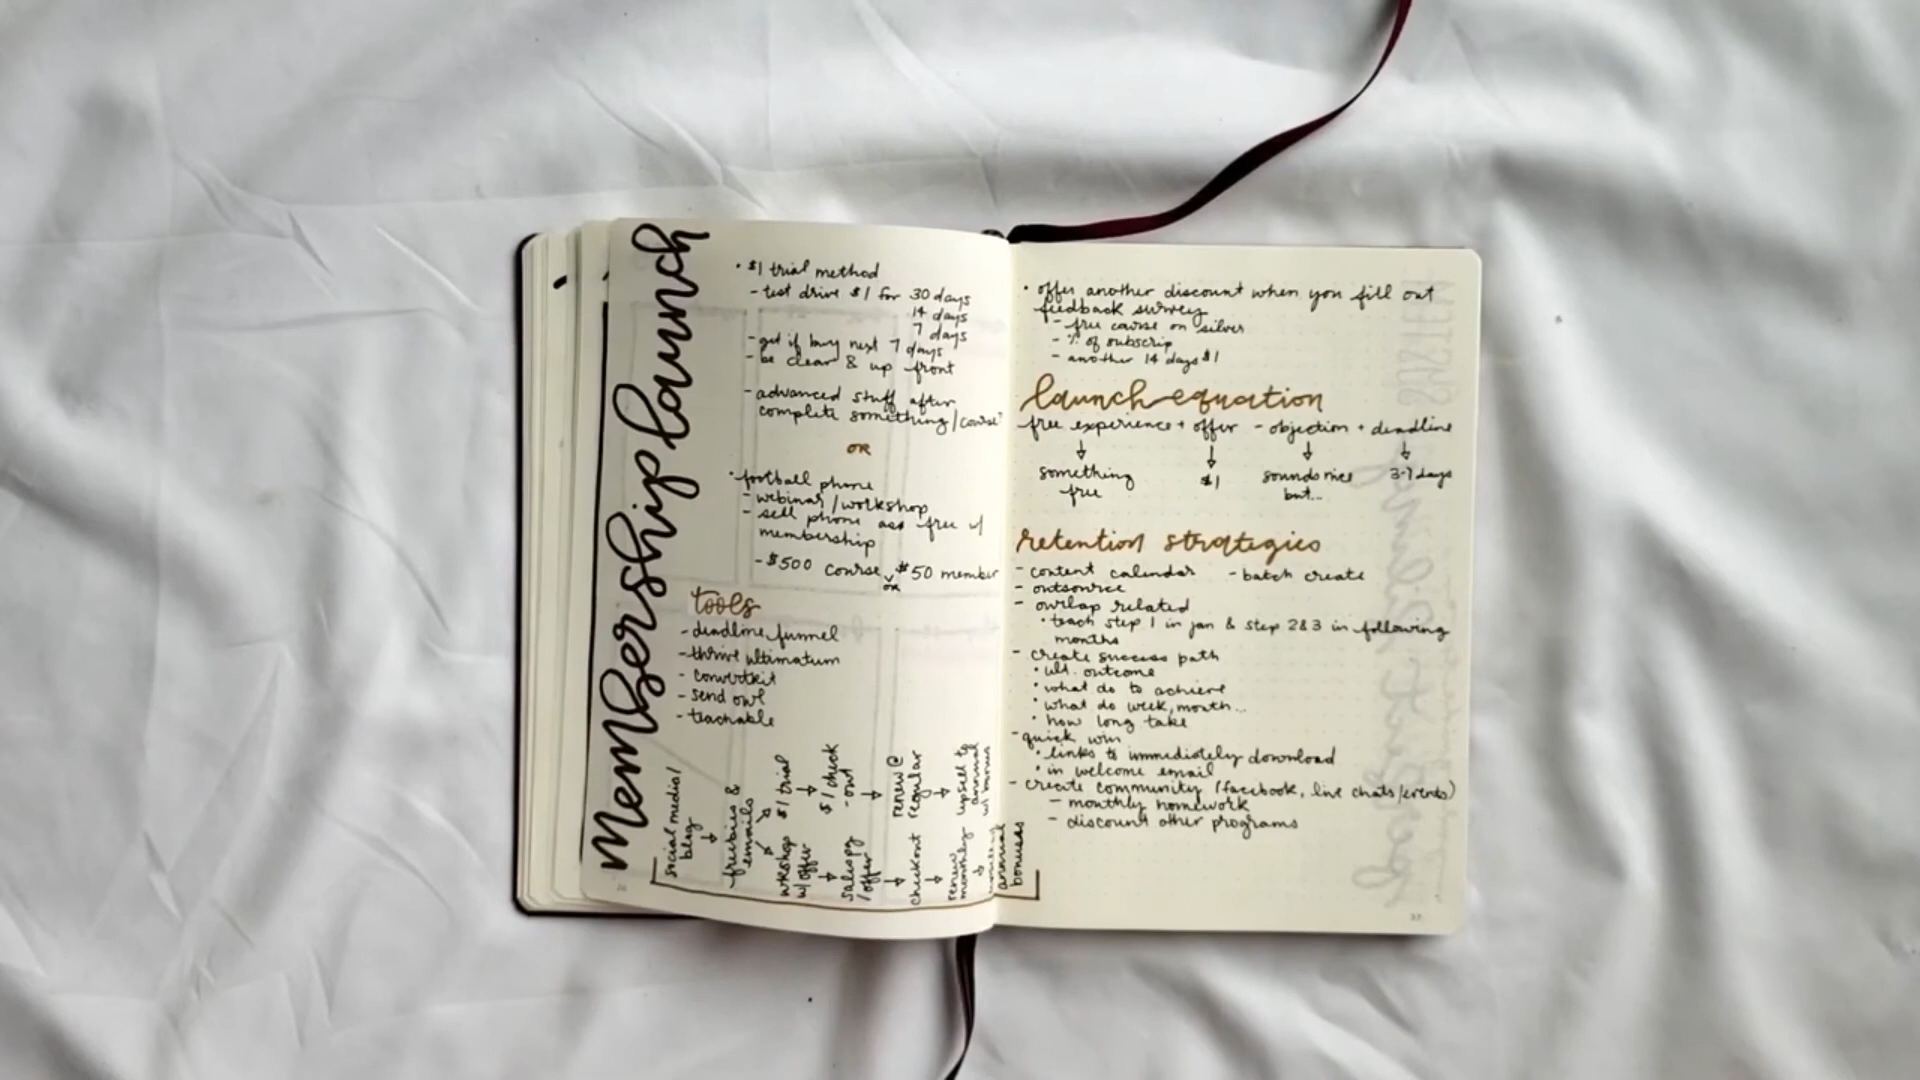 membership launch
• $1 trial method
- test drive $1 for 30 days
14 days
7 days
- get if buy next 7 days
- be clear & up front
- advanced stuff after
complete something/course?
OR
• football phone
- webinar/workshop
- sell phone as free w/
membership
- $500 course or $50 member
tools
- deadline funnel
- thrive ultimatum
- convertkit
- send owl
- teachable
social media/
blog
→
freebies &
emails
→ $1 trial → $1 check
-out → renew @
regular → upsell to
annual
w/ bonus
→ wrkshop
w/ offer → sales pg
/offer → checkout → renew
monthly →
annual
bonuses
36
• offer another discount when you fill out
feedback survey
- free course on silver
- % of subscrip
- another 14 days $1
launch equation
free experience + offer - objection + deadline
↓ ↓ ↓ ↓
something $1 sounds nice 3-7 days
free but...
retention strategies
- content calendar - batch create
- outsource
- overlap related
• teach step 1 in jan & step 2&3 in following
months
- create success path
• ult. outcome
• what do to achieve
• what do week, month...
• how long take
- quick win
• links to immediately download
• in welcome email
- create community (facebook, live chats/events)
- monthly homework
- discount other programs
37